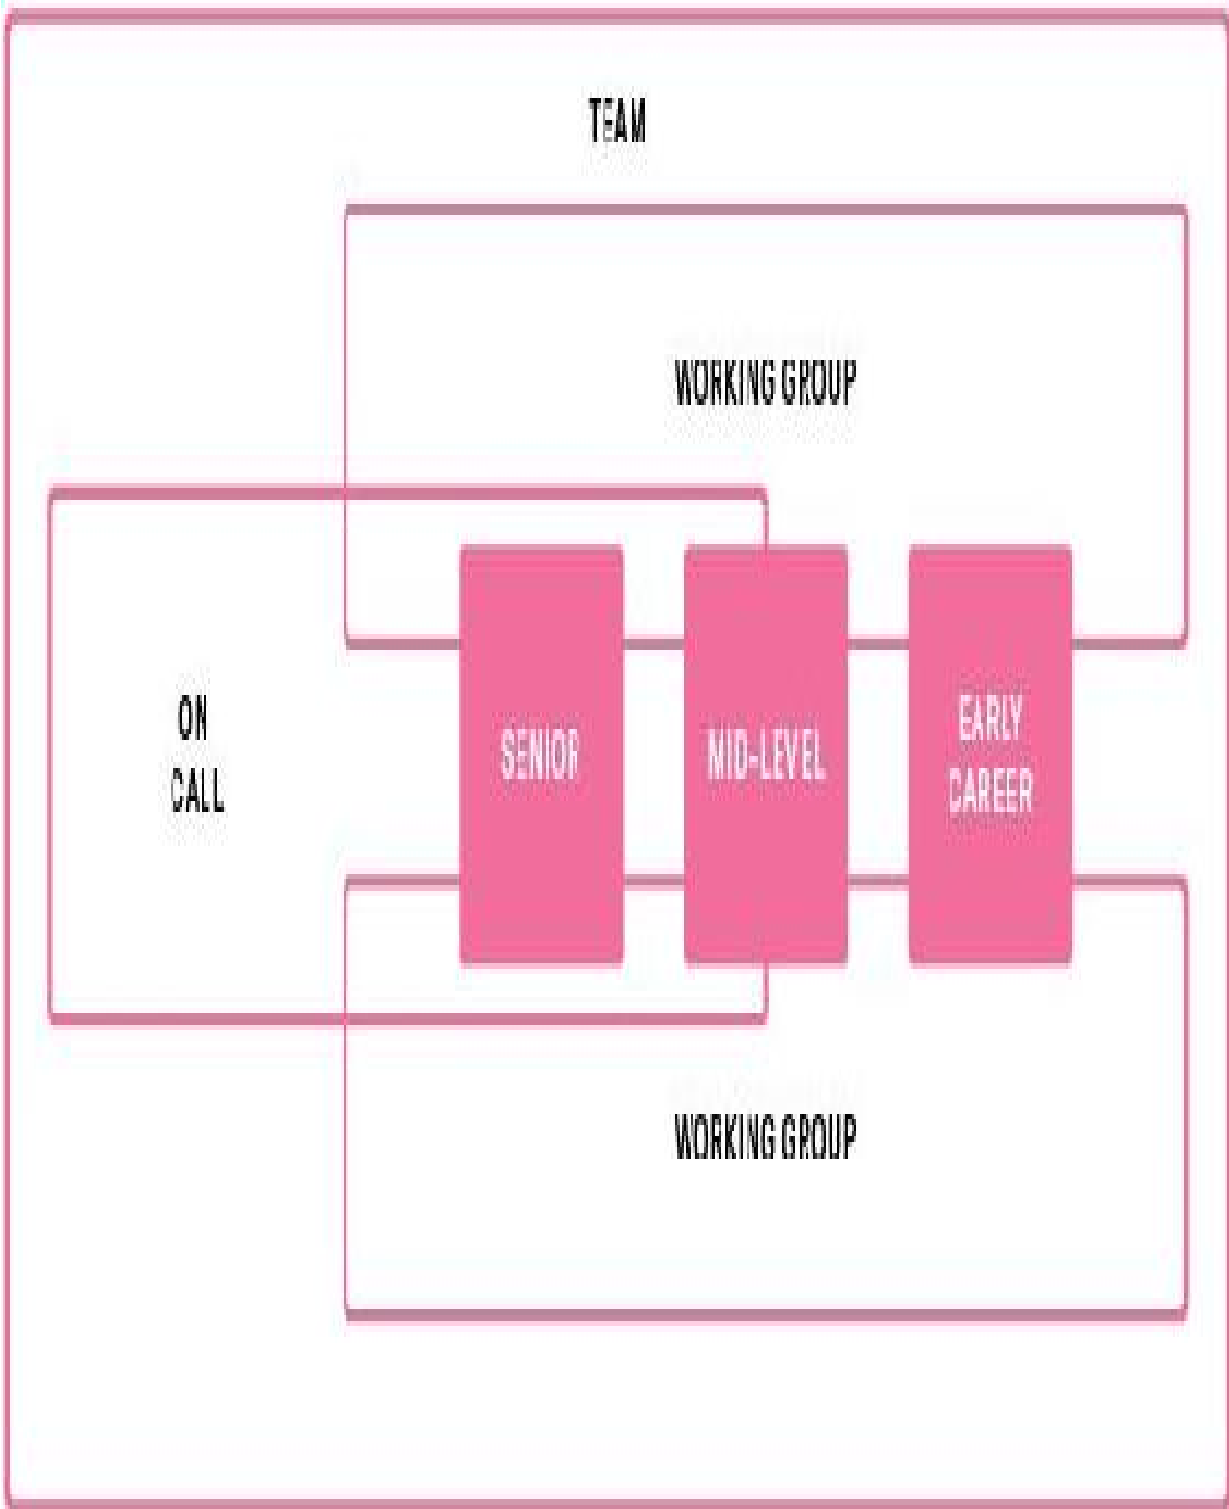 TEAM
WORKING GROUP
ON
CALL
SENIOR
MID-LEVEL
EARLY
CAREER
WORKING GROUP